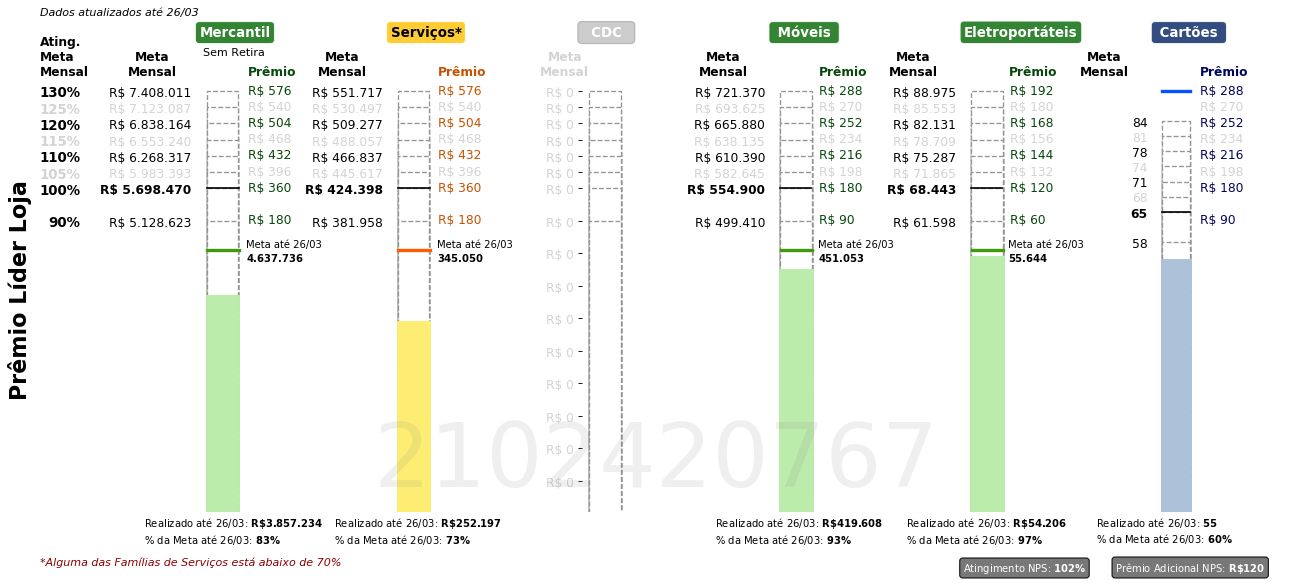 Dados atualizados até 26/03
Mercantil Serviços* CDC Móveis Eletroportáteis Cartões
Sem Retira
Ating. Meta Mensal Meta Mensal Prêmio Meta Mensal Prêmio Meta Mensal Meta Mensal Prêmio Meta Mensal Prêmio Meta Mensal Prêmio
130% R$ 7.408.011 R$ 576 R$ 551.717 R$ 576 R$ 0 R$ 721.370 R$ 288 R$ 88.975 R$ 192 R$ 288
125% R$ 7.123.087 R$ 540 R$ 530.497 R$ 540 R$ 0 R$ 693.625 R$ 270 R$ 85.553 R$ 180 R$ 270
120% R$ 6.838.164 R$ 504 R$ 509.277 R$ 504 R$ 0 R$ 665.880 R$ 252 R$ 82.131 R$ 168 84 R$ 252
115% R$ 6.553.240 R$ 468 R$ 488.057 R$ 468 R$ 0 R$ 638.135 R$ 234 R$ 78.709 R$ 156 81 R$ 234
110% R$ 6.268.317 R$ 432 R$ 466.837 R$ 432 R$ 0 R$ 610.390 R$ 216 R$ 75.287 R$ 144 78 R$ 216
105% R$ 5.983.393 R$ 396 R$ 445.617 R$ 396 R$ 0 R$ 582.645 R$ 198 R$ 71.865 R$ 132 74 R$ 198
100% R$ 5.698.470 R$ 360 R$ 424.398 R$ 360 R$ 0 R$ 554.900 R$ 180 R$ 68.443 R$ 120 71 R$ 180
68
65
90% R$ 5.128.623 R$ 180 R$ 381.958 R$ 180 R$ 0 R$ 499.410 R$ 90 R$ 61.598 R$ 60 R$ 90
58
Meta até 26/03 Meta até 26/03 Meta até 26/03 Meta até 26/03
4.637.736 345.050 R$ 0 451.053 55.644
R$ 0
R$ 0
R$ 0
R$ 0
R$ 0
R$ 0
R$ 0
Prêmio Líder Loja
2102420767
Realizado até 26/03: R$3.857.234 Realizado até 26/03: R$252.197 Realizado até 26/03: R$419.608 Realizado até 26/03: R$54.206 Realizado até 26/03: 55
% da Meta até 26/03: 83% % da Meta até 26/03: 73% % da Meta até 26/03: 93% % da Meta até 26/03: 97% % da Meta até 26/03: 60%
*Alguma das Famílias de Serviços está abaixo de 70%
Atingimento NPS: 102% Prêmio Adicional NPS: R$120